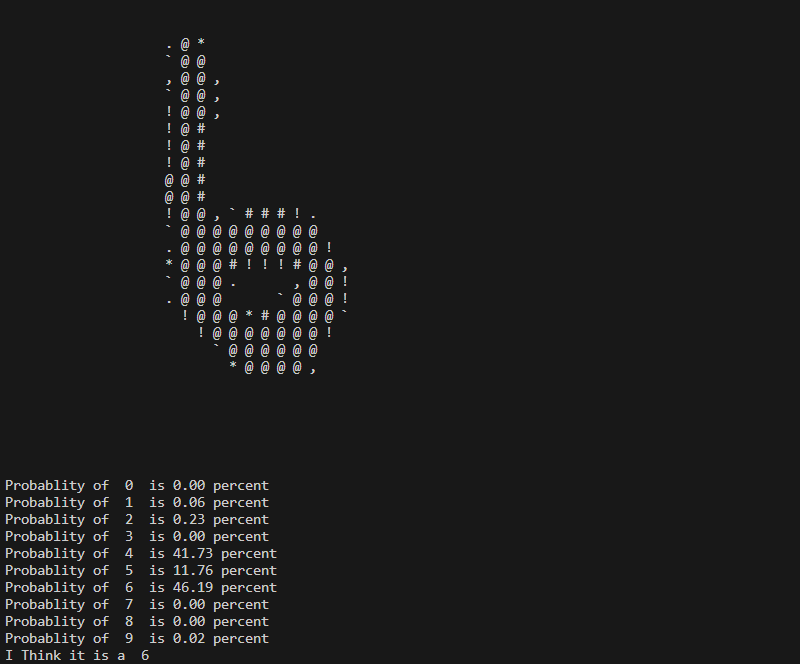 . @ *
` @ @
, @ @ ,
` @ @ ,
! @ @ ,
! @ #
! @ #
! @ #
@ @ #
@ @ #
! @ @ , ` # # # ! .
` @ @ @ @ @ @ @ @ @
. @ @ @ @ @ @ @ @ @ !
* @ @ @ # ! ! ! # @ @ ,
` @ @ @ .       , @ @ !
. @ @ @       ` @ @ @ !
  ! @ @ @ * # @ @ @ @ `
    ! @ @ @ @ @ @ @ !
      ` @ @ @ @ @ @
        * @ @ @ @ ,
Probablity of  0  is 0.00 percent
Probablity of  1  is 0.06 percent
Probablity of  2  is 0.23 percent
Probablity of  3  is 0.00 percent
Probablity of  4  is 41.73 percent
Probablity of  5  is 11.76 percent
Probablity of  6  is 46.19 percent
Probablity of  7  is 0.00 percent
Probablity of  8  is 0.00 percent
Probablity of  9  is 0.02 percent
I Think it is a  6